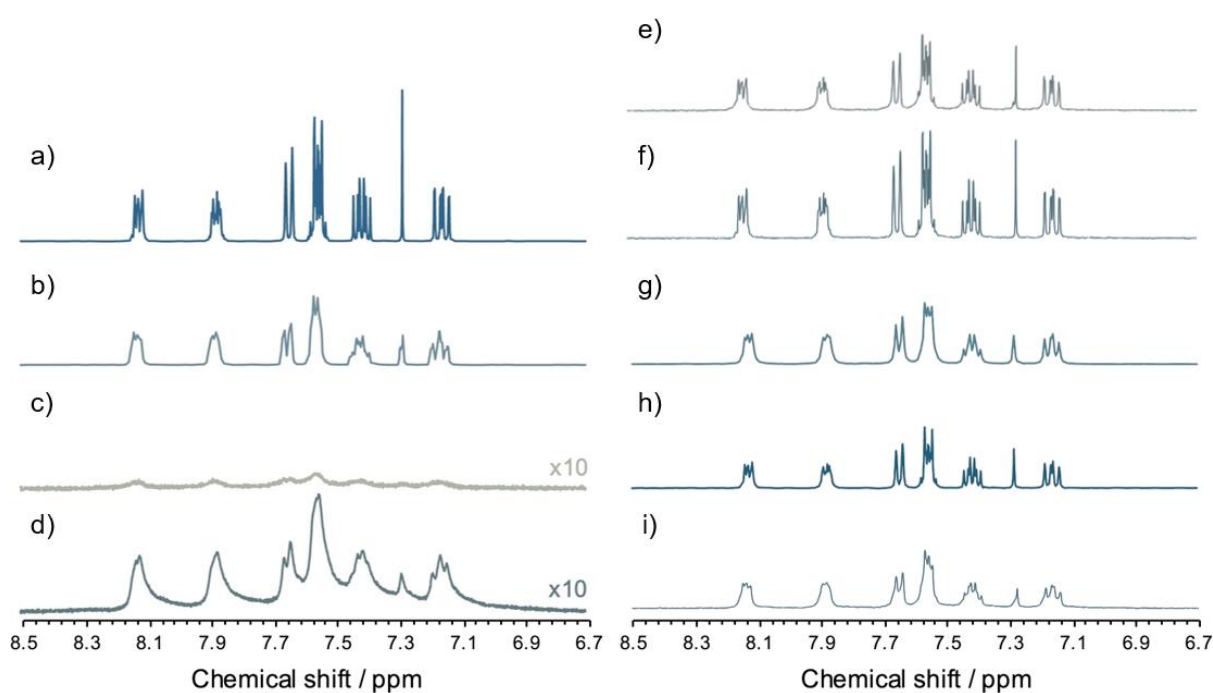 a)
b)
c)
x10
d)
x10
8.5 8.3 8.1 7.9 7.7 7.5 7.3 7.1 6.9 6.7
Chemical shift / ppm
e)
f)
g)
h)
i)
8.5 8.3 8.1 7.9 7.7 7.5 7.3 7.1 6.9 6.7
Chemical shift / ppm